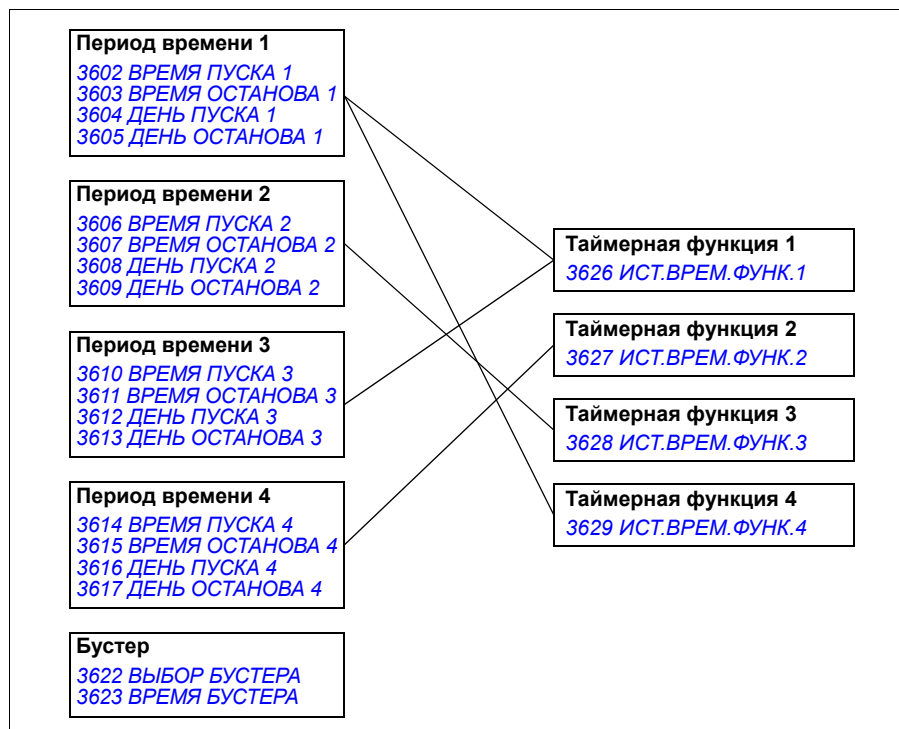 Период времени 1
3602 ВРЕМЯ ПУСКА 1
3603 ВРЕМЯ ОСТАНОВА 1
3604 ДЕНЬ ПУСКА 1
3605 ДЕНЬ ОСТАНОВА 1
Период времени 2
3606 ВРЕМЯ ПУСКА 2
3607 ВРЕМЯ ОСТАНОВА 2
3608 ДЕНЬ ПУСКА 2
3609 ДЕНЬ ОСТАНОВА 2
Период времени 3
3610 ВРЕМЯ ПУСКА 3
3611 ВРЕМЯ ОСТАНОВА 3
3612 ДЕНЬ ПУСКА 3
3613 ДЕНЬ ОСТАНОВА 3
Период времени 4
3614 ВРЕМЯ ПУСКА 4
3615 ВРЕМЯ ОСТАНОВА 4
3616 ДЕНЬ ПУСКА 4
3617 ДЕНЬ ОСТАНОВА 4
Бустер
3622 ВЫБОР БУСТЕРА
3623 ВРЕМЯ БУСТЕРА
Таймерная функция 1
3626 ИСТ.ВРЕМ.ФУНК.1
Таймерная функция 2
3627 ИСТ.ВРЕМ.ФУНК.2
Таймерная функция 3
3628 ИСТ.ВРЕМ.ФУНК.3
Таймерная функция 4
3629 ИСТ.ВРЕМ.ФУНК.4